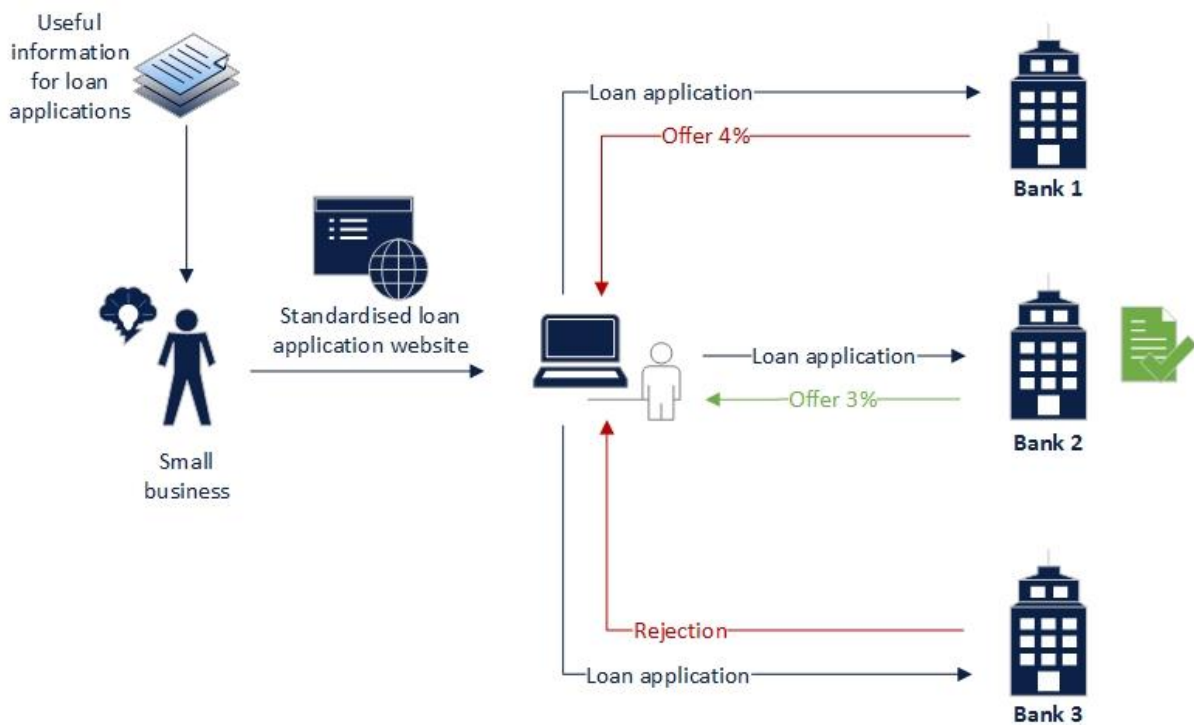 Useful
information
for loan
applications
Loan application
Offer 4%
Bank 1
Standardised loan
application website
Loan application
Offer 3%
Bank 2
Small
business
Rejection
Loan application
Bank 3